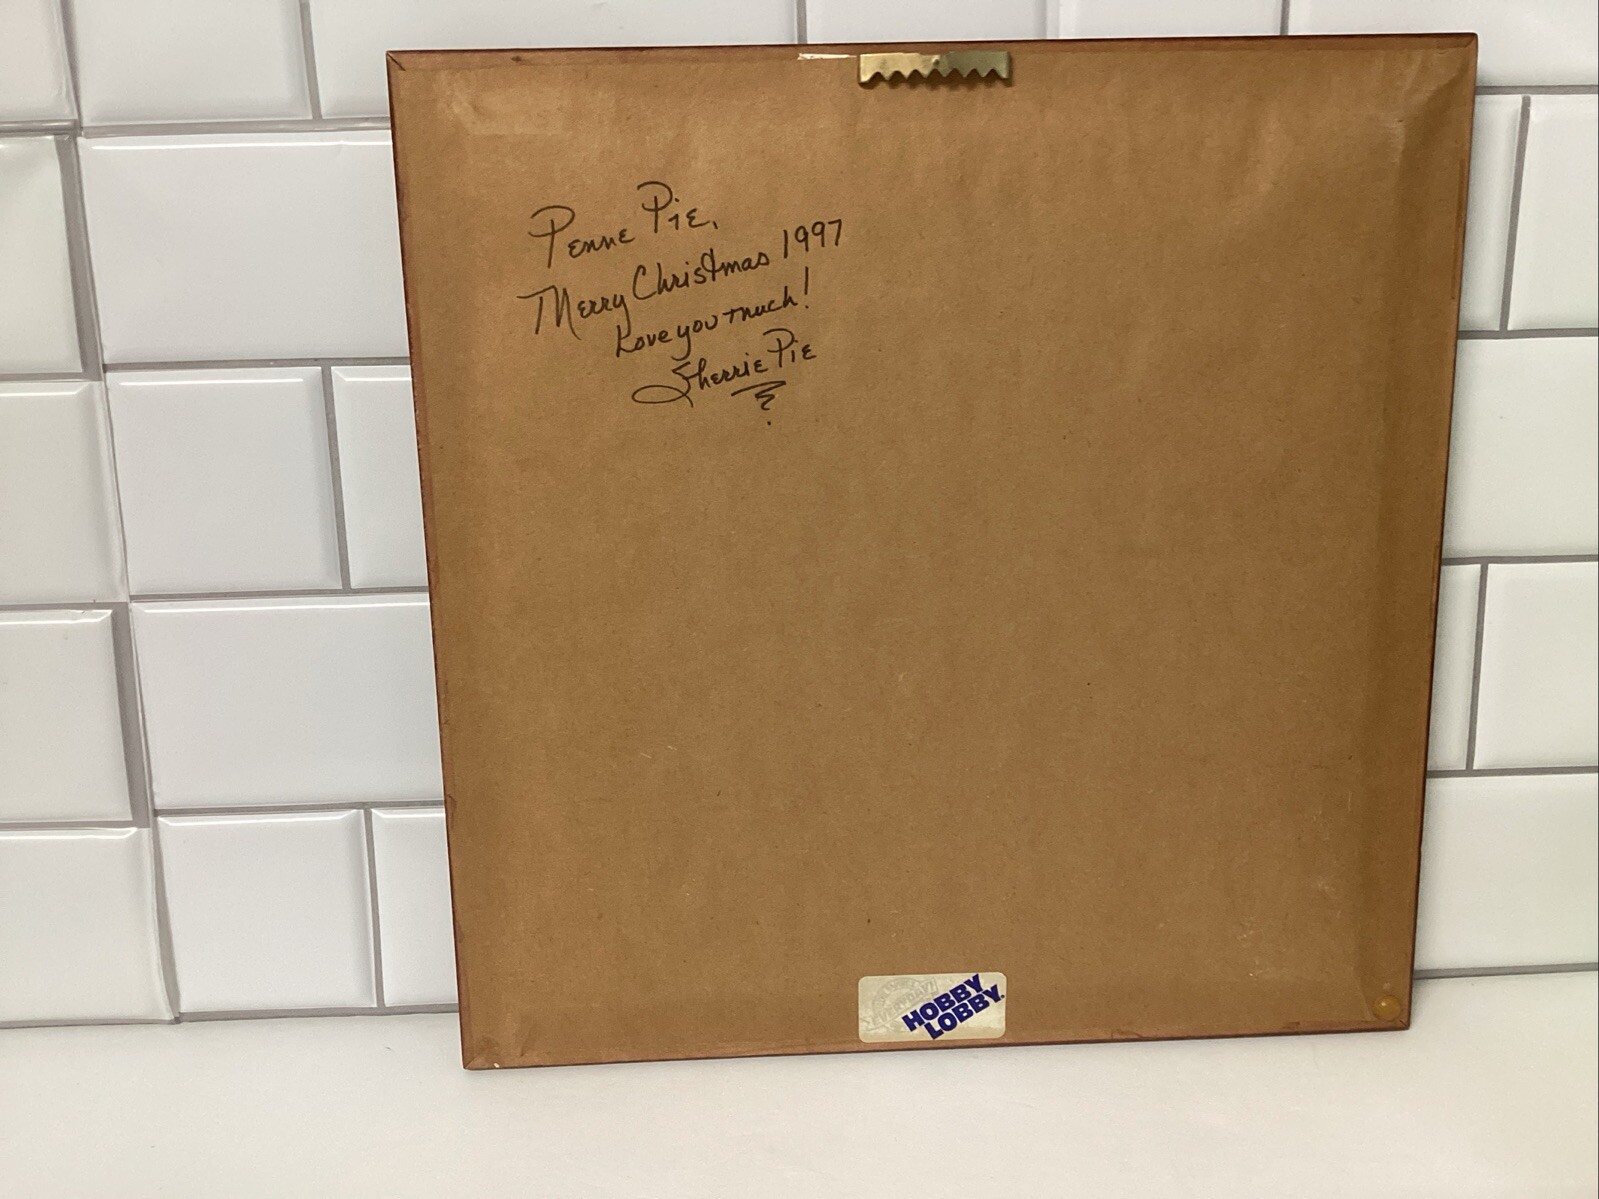 Penne Pie,
Merry Christmas 1997
Love you much!
Sherrie Pie
HOBBY
LOBBY